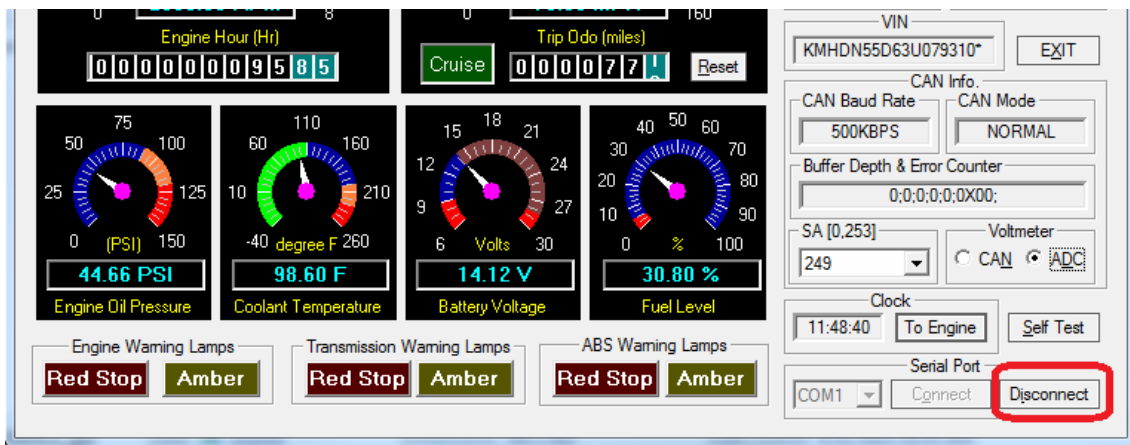 0
8
0
160
Engine Hour (Hr)
Trip Odo (miles)
0000009585
Cruise
000077
Reset
VIN
KMHDN55D63U079310*
EXIT
CAN Info.
CAN Baud Rate
500KBPS
CAN Mode
NORMAL
Buffer Depth & Error Counter
0;0;0;0;0;0X00;
SA [0,253]
249
Voltmeter
CAN
ADC
Clock
11:48:40
To Engine
Self Test
Serial Port
COM1
Connect
Disconnect
0
25
50
75
100
125
150
(PSI)
44.66 PSI
Engine Oil Pressure
-40
10
60
110
160
210
260
degree F
98.60 F
Coolant Temperature
6
9
12
15
18
21
24
27
30
Volts
14.12 V
Battery Voltage
0
10
20
30
40
50
60
70
80
90
100
%
30.80 %
Fuel Level
Engine Warning Lamps
Red Stop
Amber
Transmission Warning Lamps
Red Stop
Amber
ABS Warning Lamps
Red Stop
Amber